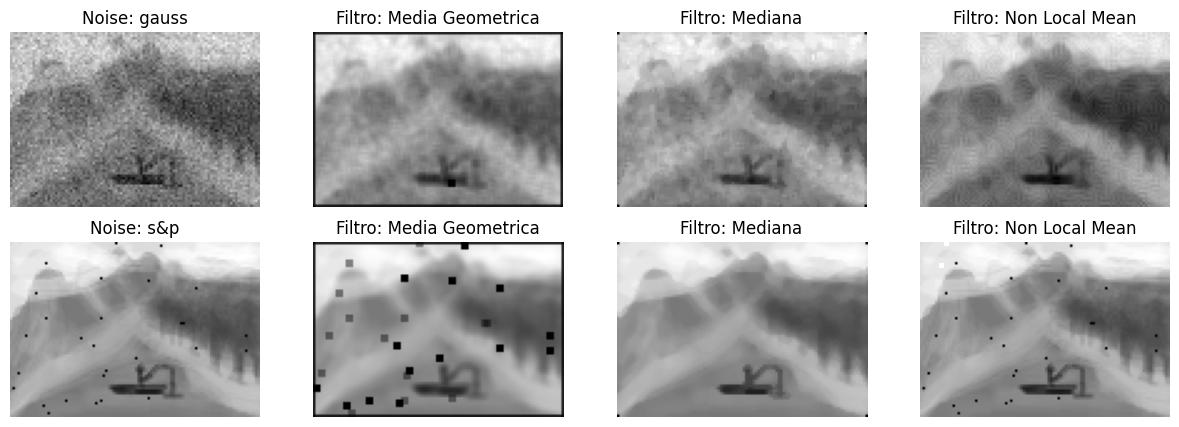 Noise: gauss
Filtro: Media Geometrica
Filtro: Mediana
Filtro: Non Local Mean
Noise: s&p
Filtro: Media Geometrica
Filtro: Mediana
Filtro: Non Local Mean